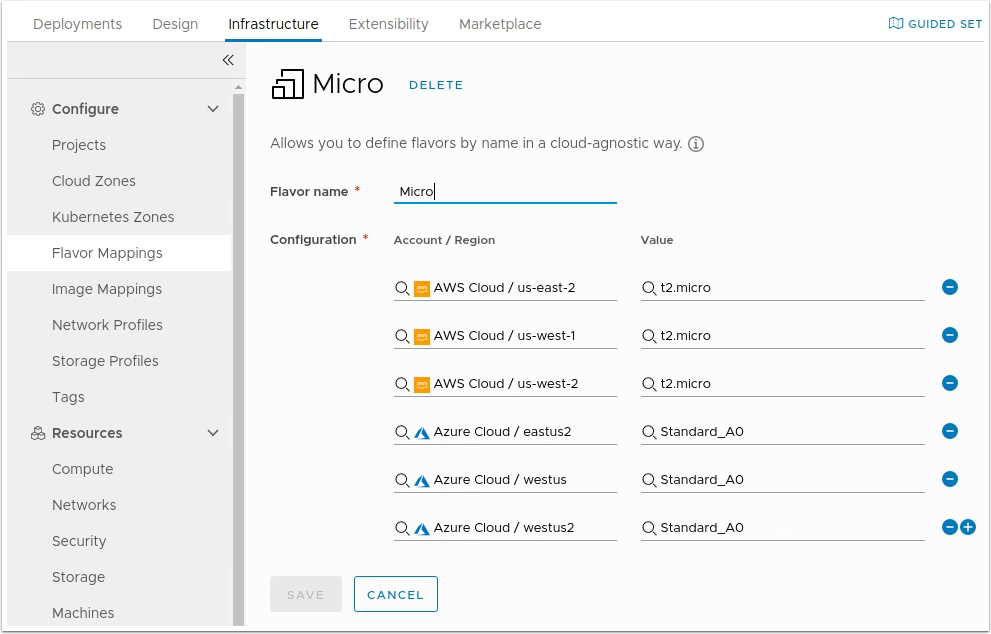 Deployments Design Infrastructure Extensibility Marketplace GUIDED SET
Configure
Projects
Cloud Zones
Kubernetes Zones
Flavor Mappings
Image Mappings
Network Profiles
Storage Profiles
Tags
Resources
Compute
Networks
Security
Storage
Machines
Micro DELETE
Allows you to define flavors by name in a cloud-agnostic way.
Flavor name * Micro
Configuration * Account / Region Value
AWS Cloud / us-east-2 t2.micro
AWS Cloud / us-west-1 t2.micro
AWS Cloud / us-west-2 t2.micro
Azure Cloud / eastus2 Standard_A0
Azure Cloud / westus Standard_A0
Azure Cloud / westus2 Standard_A0
SAVE CANCEL